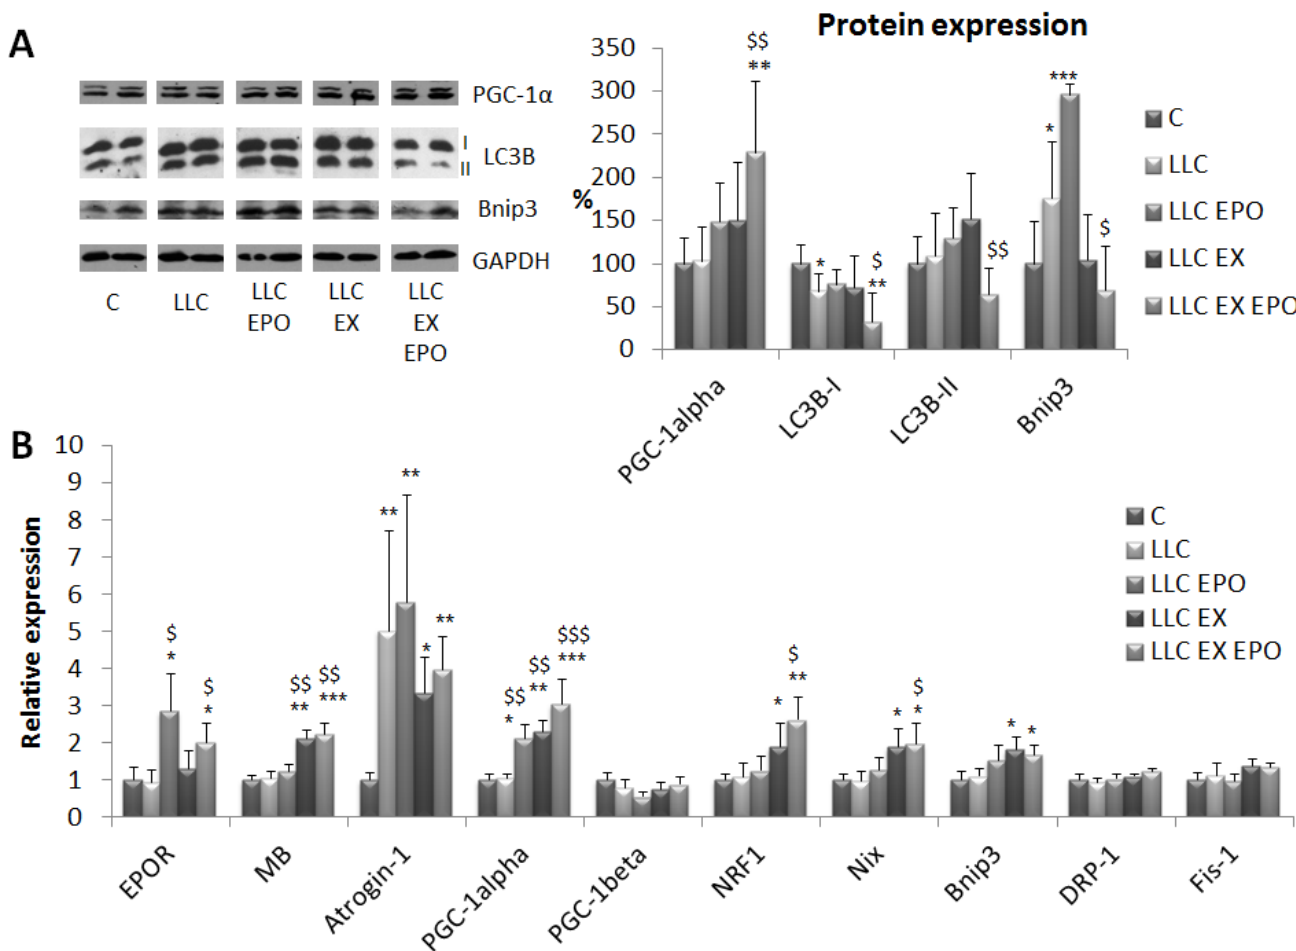 A
PGC-1α
I
LC3B
II
Bnip3
GAPDH
C LLC LLC EPO LLC EX LLC EX EPO
Protein expression
350
300
250
200
%
150
100
50
0
$$
**
*
$
**
$$
*
***
$
PGC-1alpha LC3B-I LC3B-II Bnip3
C
LLC
LLC EPO
LLC EX
LLC EX EPO
B
Relative expression
10
9
8
7
6
5
4
3
2
1
0
$
*
$
*
$$
**
$$
***
**
**
*
**
$$
*
$$
**
$$$
***
*
$
**
*
$
*
*
*
EPOR MB Atrogin-1 PGC-1alpha PGC-1beta NRF1 Nix Bnip3 DRP-1 Fis-1
C
LLC
LLC EPO
LLC EX
LLC EX EPO